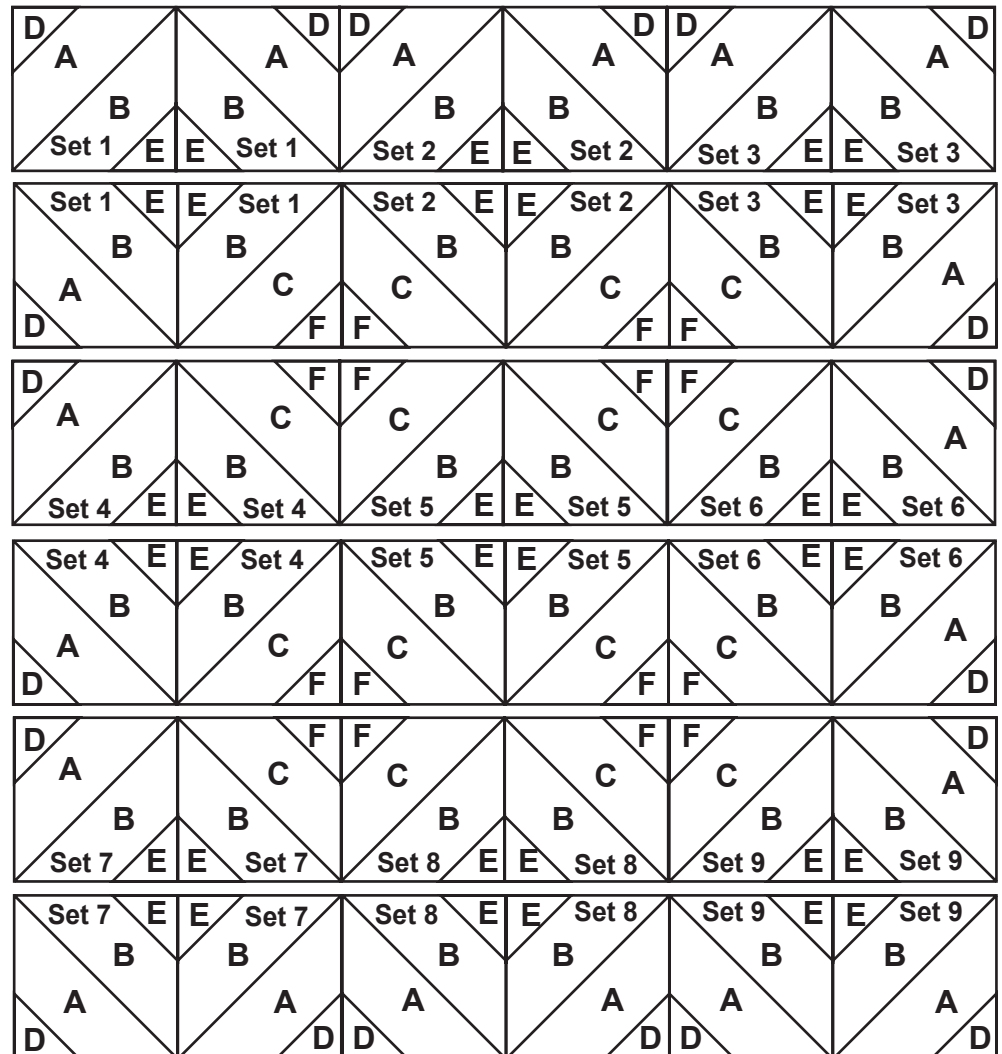 D D D D D D
A A A A A A
B B B B B B
Set 1 E E Set 1 Set 2 E E Set 2 Set 3 E E Set 3
Set 1 E E Set 1 Set 2 E E Set 2 Set 3 E E Set 3
B B B B B B
A C C C C A
D F F F F D
D F F F F D
A C C C C A
B B B B B B
Set 4 E E Set 4 Set 5 E E Set 5 Set 6 E E Set 6
Set 4 E E Set 4 Set 5 E E Set 5 Set 6 E E Set 6
B B B B B B
A C C C C A
D F F F F D
D F F F F D
A C C C C A
B B B B B B
Set 7 E E Set 7 Set 8 E E Set 8 Set 9 E E Set 9
Set 7 E E Set 7 Set 8 E E Set 8 Set 9 E E Set 9
B B B B B B
A A A A A A
D D D D D D